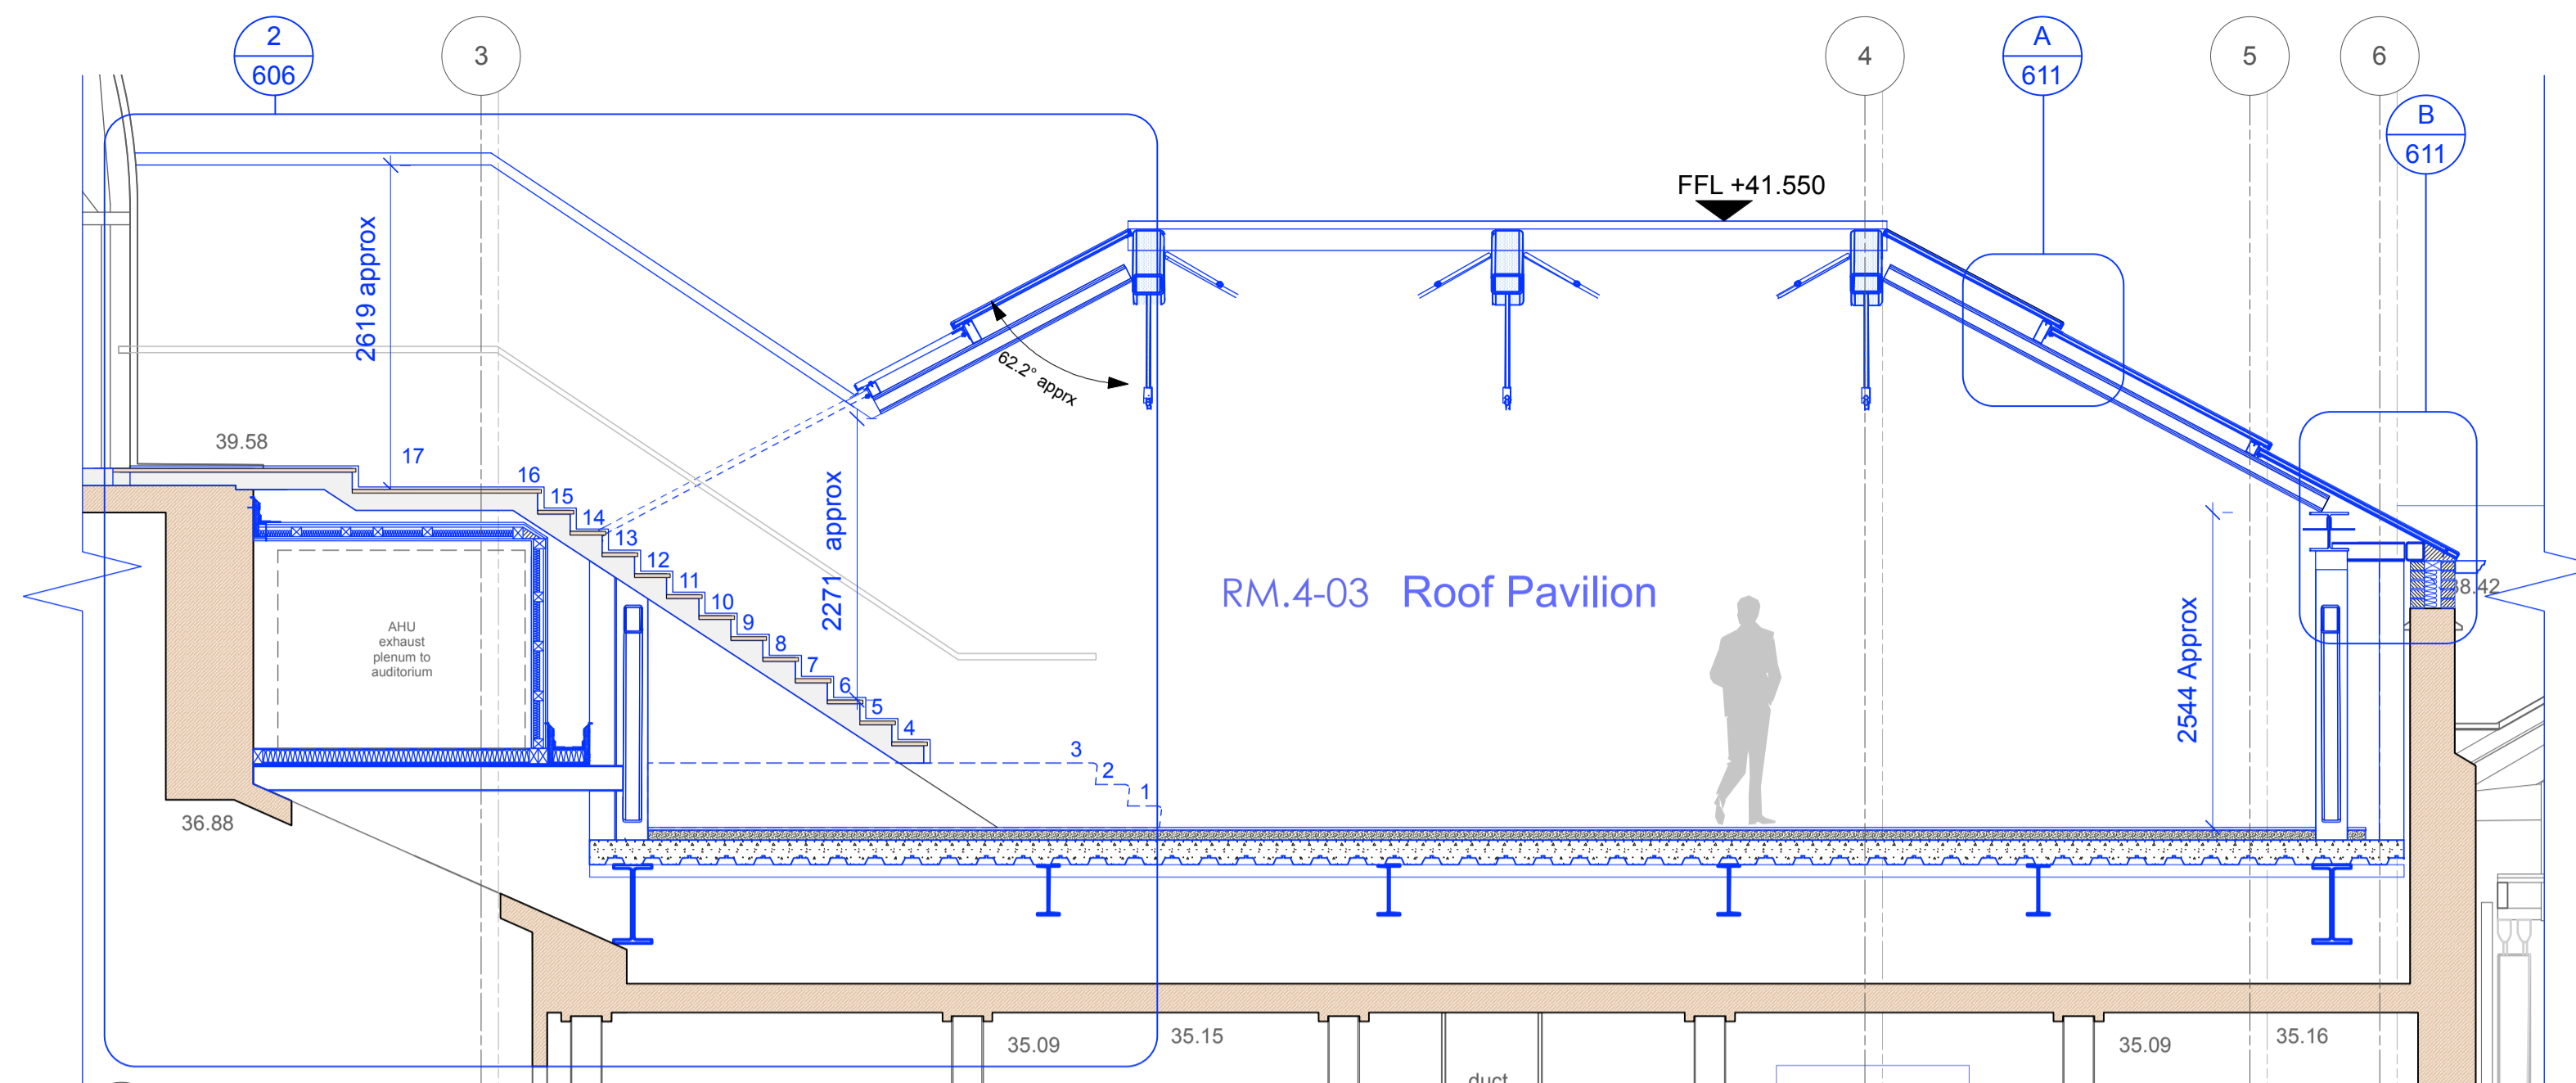 2
606
3
4
A
611
5
6
B
611
FFL +41.550
2619 approx
62.2° apprx
39.58
17
16
15
14
13
12
11
10
9
8
7
6
5
4
3
2
1
2271 approx
RM.4-03 Roof Pavilion
2544 Approx
38.42
AHU
exhaust
plenum to
auditorium
36.88
35.09
35.15
35.09
35.16
duct